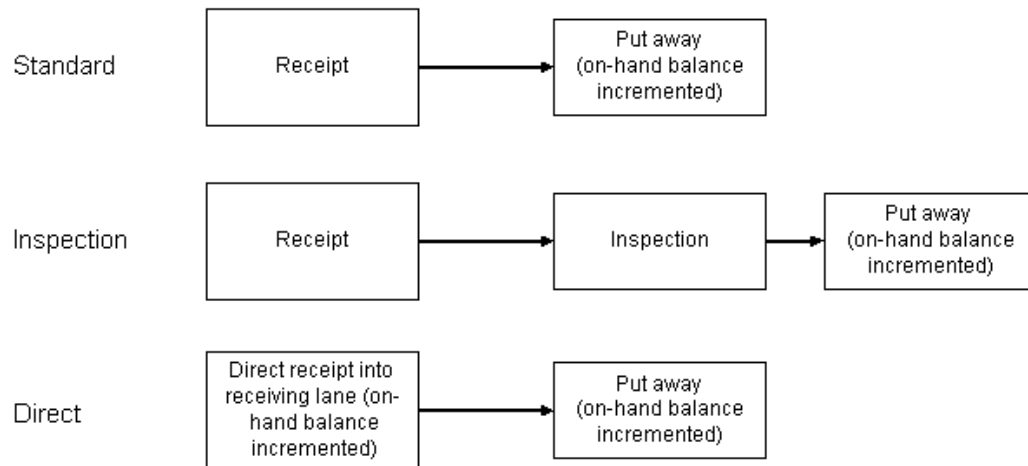 Standard
Receipt
Put away
(on-hand balance
incremented)
Inspection
Receipt
Inspection
Put away
(on-hand balance
incremented)
Direct
Direct receipt into
receiving lane (on-
hand balance
incremented)
Put away
(on-hand balance
incremented)